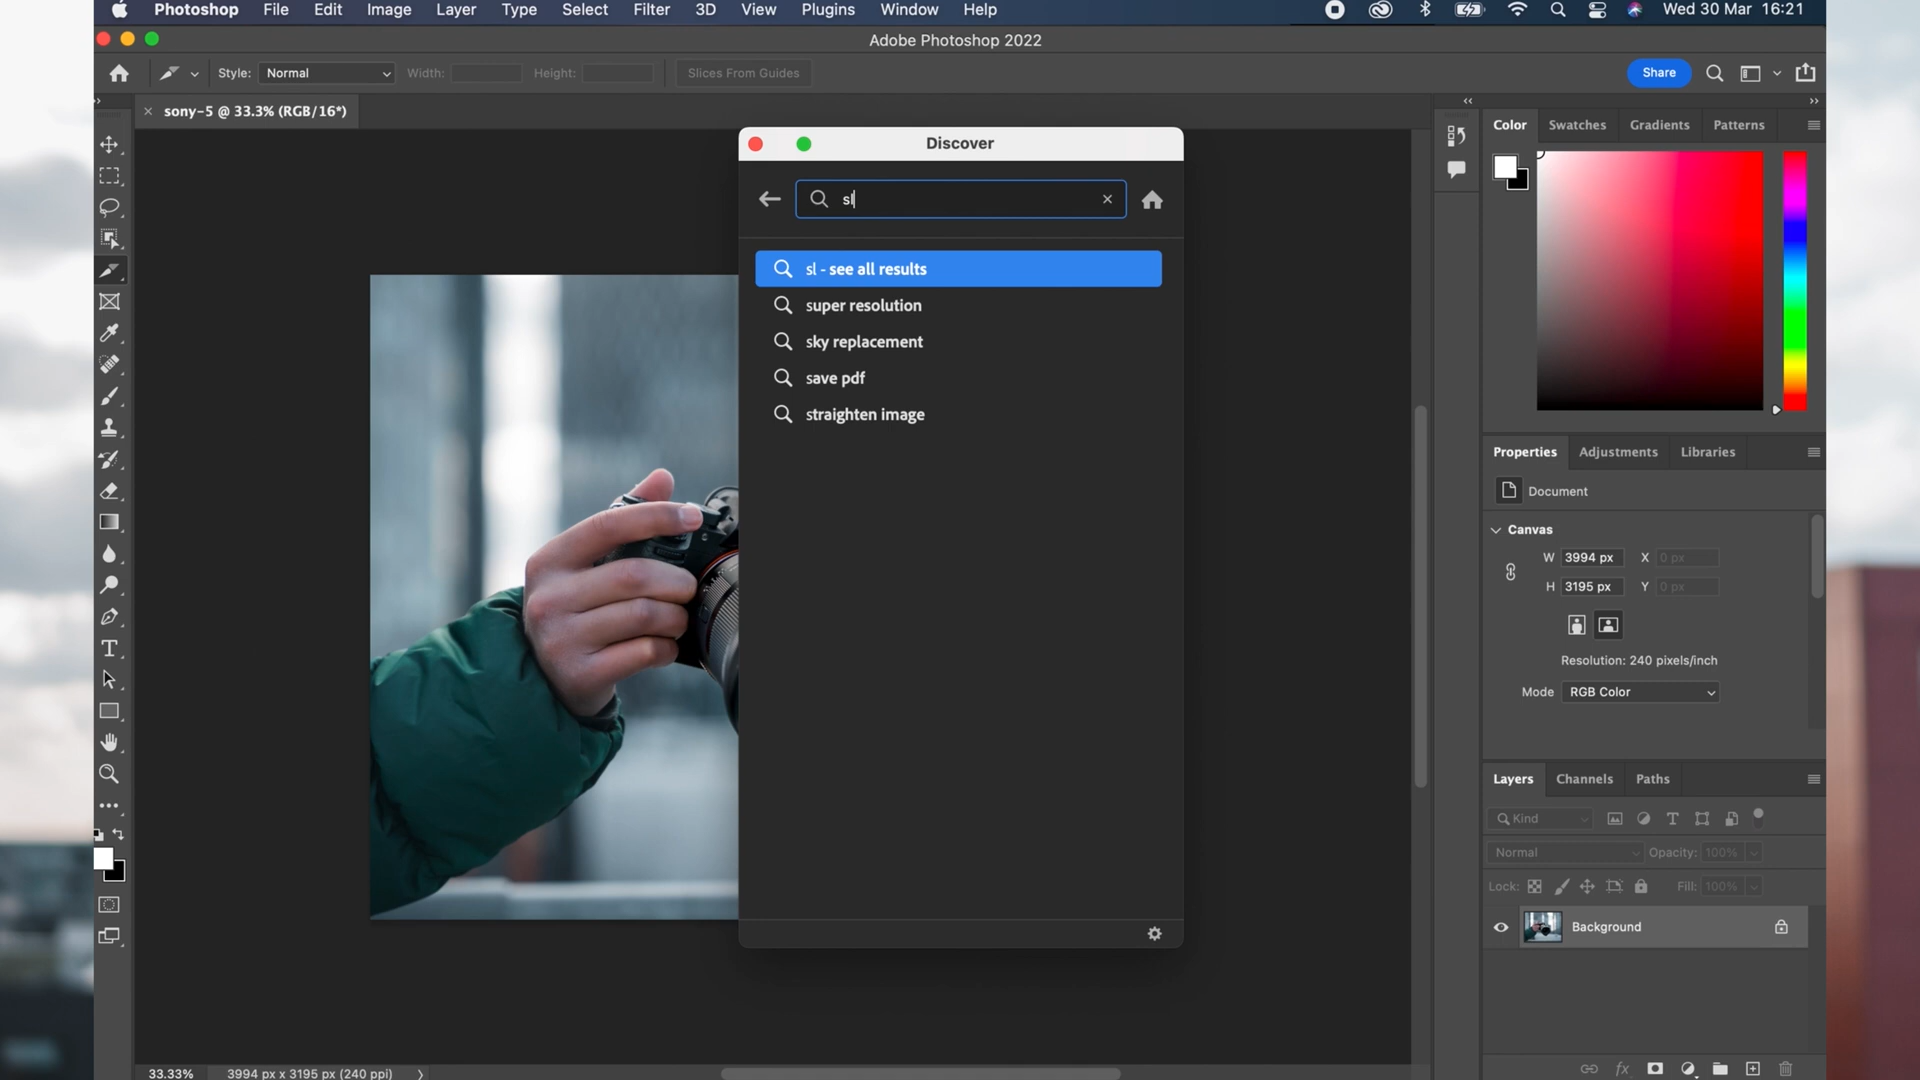 Photoshop File Edit Image Layer Type Select Filter 3D View Plugins Window Help Wed 30 Mar 16:21
Adobe Photoshop 2022
Style: Normal Width: Height: Slices From Guides Share
sony-5 @ 33.3% (RGB/16*)
Discover
sl
sl - see all results
super resolution
sky replacement
save pdf
straighten image
Color Swatches Gradients Patterns
Properties Adjustments Libraries
Document
Canvas
W 3994 px X 0 px
H 3195 px Y 0 px
Resolution: 240 pixels/inch
Mode RGB Color
Layers Channels Paths
Kind
Normal Opacity: 100%
Lock: Fill: 100%
Background
33.33% 3994 px x 3195 px (240 ppi)